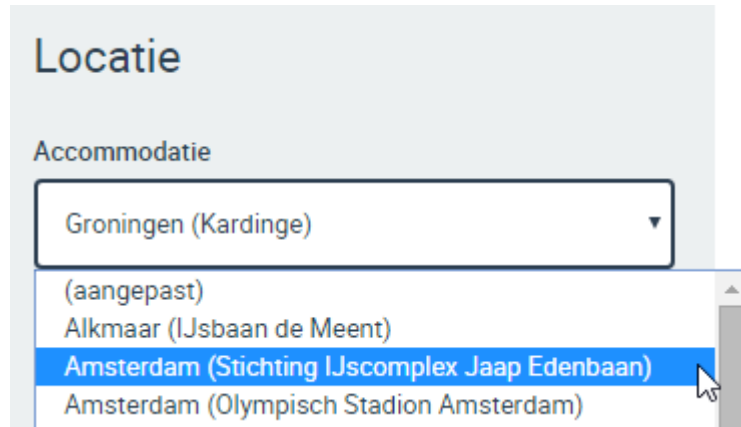 Locatie
Accommodatie
Groningen (Kardinge)
(aangepast)
Alkmaar (IJsbaan de Meent)
Amsterdam (Stichting IJscomplex Jaap Edenbaan)
Amsterdam (Olympisch Stadion Amsterdam)